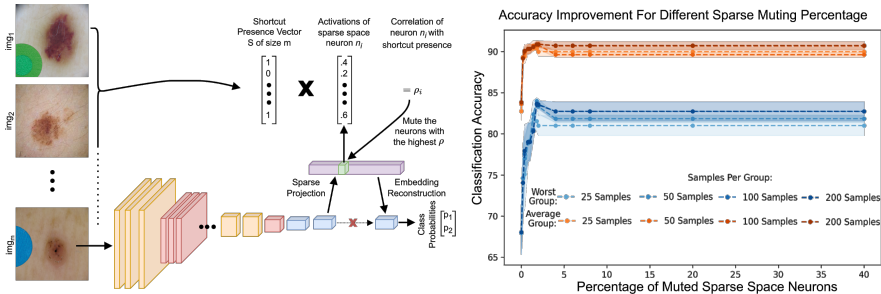 img1
img2
imgm
Shortcut
Presence Vector
S of size m
Activations of
sparse space
neuron ni
Correlation of
neuron ni with
shortcut presence
1
0
1
X
.4
.2
.6
= ρi
Mute the
neurons with
the highest ρ
Sparse
Projection
Embedding
Reconstruction
X
Class
Probabilities
p1
p2
Accuracy Improvement For Different Sparse Muting Percentage
Classification Accuracy
90
85
80
75
70
65
Samples Per Group:
Worst
Group:
25 Samples
50 Samples
100 Samples
200 Samples
Average
Group:
25 Samples
50 Samples
100 Samples
200 Samples
0 5 10 15 20 25 30 35 40
Percentage of Muted Sparse Space Neurons